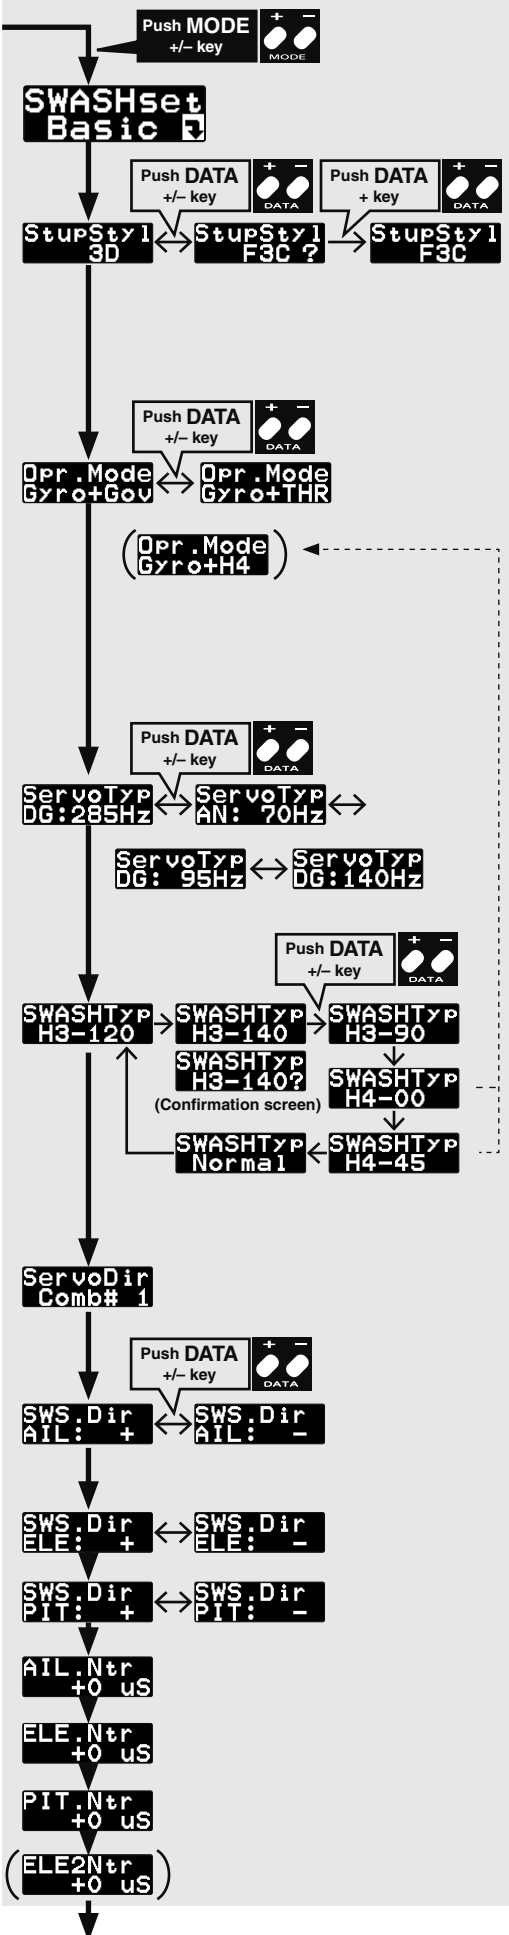 Push MODE
+/– key
+ –
MODE
SWASHset
Basic
Push DATA
+/– key
+ –
DATA
Push DATA
+ key
+ –
DATA
StupStyl
3D
StupStyl
F3C ?
StupStyl
F3C
Push DATA
+/– key
+ –
DATA
Opr.Mode
Gyro+Gov
Opr.Mode
Gyro+THR
(Opr.Mode
Gyro+H4)
Push DATA
+/– key
+ –
DATA
ServoTyp
DG:285Hz
ServoTyp
AN: 70Hz
ServoTyp
DG: 95Hz
ServoTyp
DG:140Hz
Push DATA
+/– key
+ –
DATA
SWASHTyp
H3-120
SWASHTyp
H3-140
SWASHTyp
H3-90
SWASHTyp
H3-140?
(Confirmation screen)
SWASHTyp
H4-00
SWASHTyp
Normal
SWASHTyp
H4-45
ServoDir
Comb# 1
Push DATA
+/– key
+ –
DATA
SWS.Dir
AIL: +
SWS.Dir
AIL: -
SWS.Dir
ELE: +
SWS.Dir
ELE: -
SWS.Dir
PIT: +
SWS.Dir
PIT: -
AIL.Ntr
+0 uS
ELE.Ntr
+0 uS
PIT.Ntr
+0 uS
(ELE2Ntr
+0 uS)